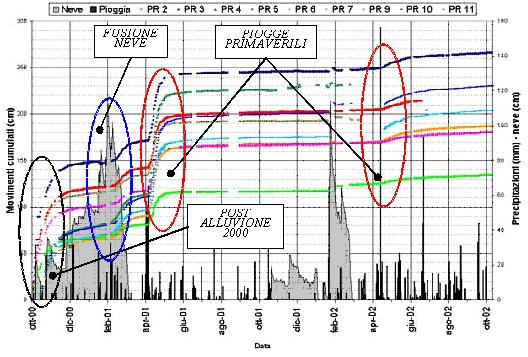 Neve Pioggia PR 2 PR 3 PR 4 PR 5 PR 6 PR 7 PR 9 PR 10 PR 11
FUSIONE
NEVE
PIOGGE
PRIMAVERILI
POST
ALLUVIONE
2000
Movimenti cumulati (cm)
300
250
200
150
100
50
0
Precipitazioni (mm) - neve (cm)
160
140
120
100
80
60
40
20
0
ott-00 dic-00 feb-01 apr-01 giu-01 ago-01 ott-01 dic-01 feb-02 apr-02 giu-02 ago-02 ott-02
Data